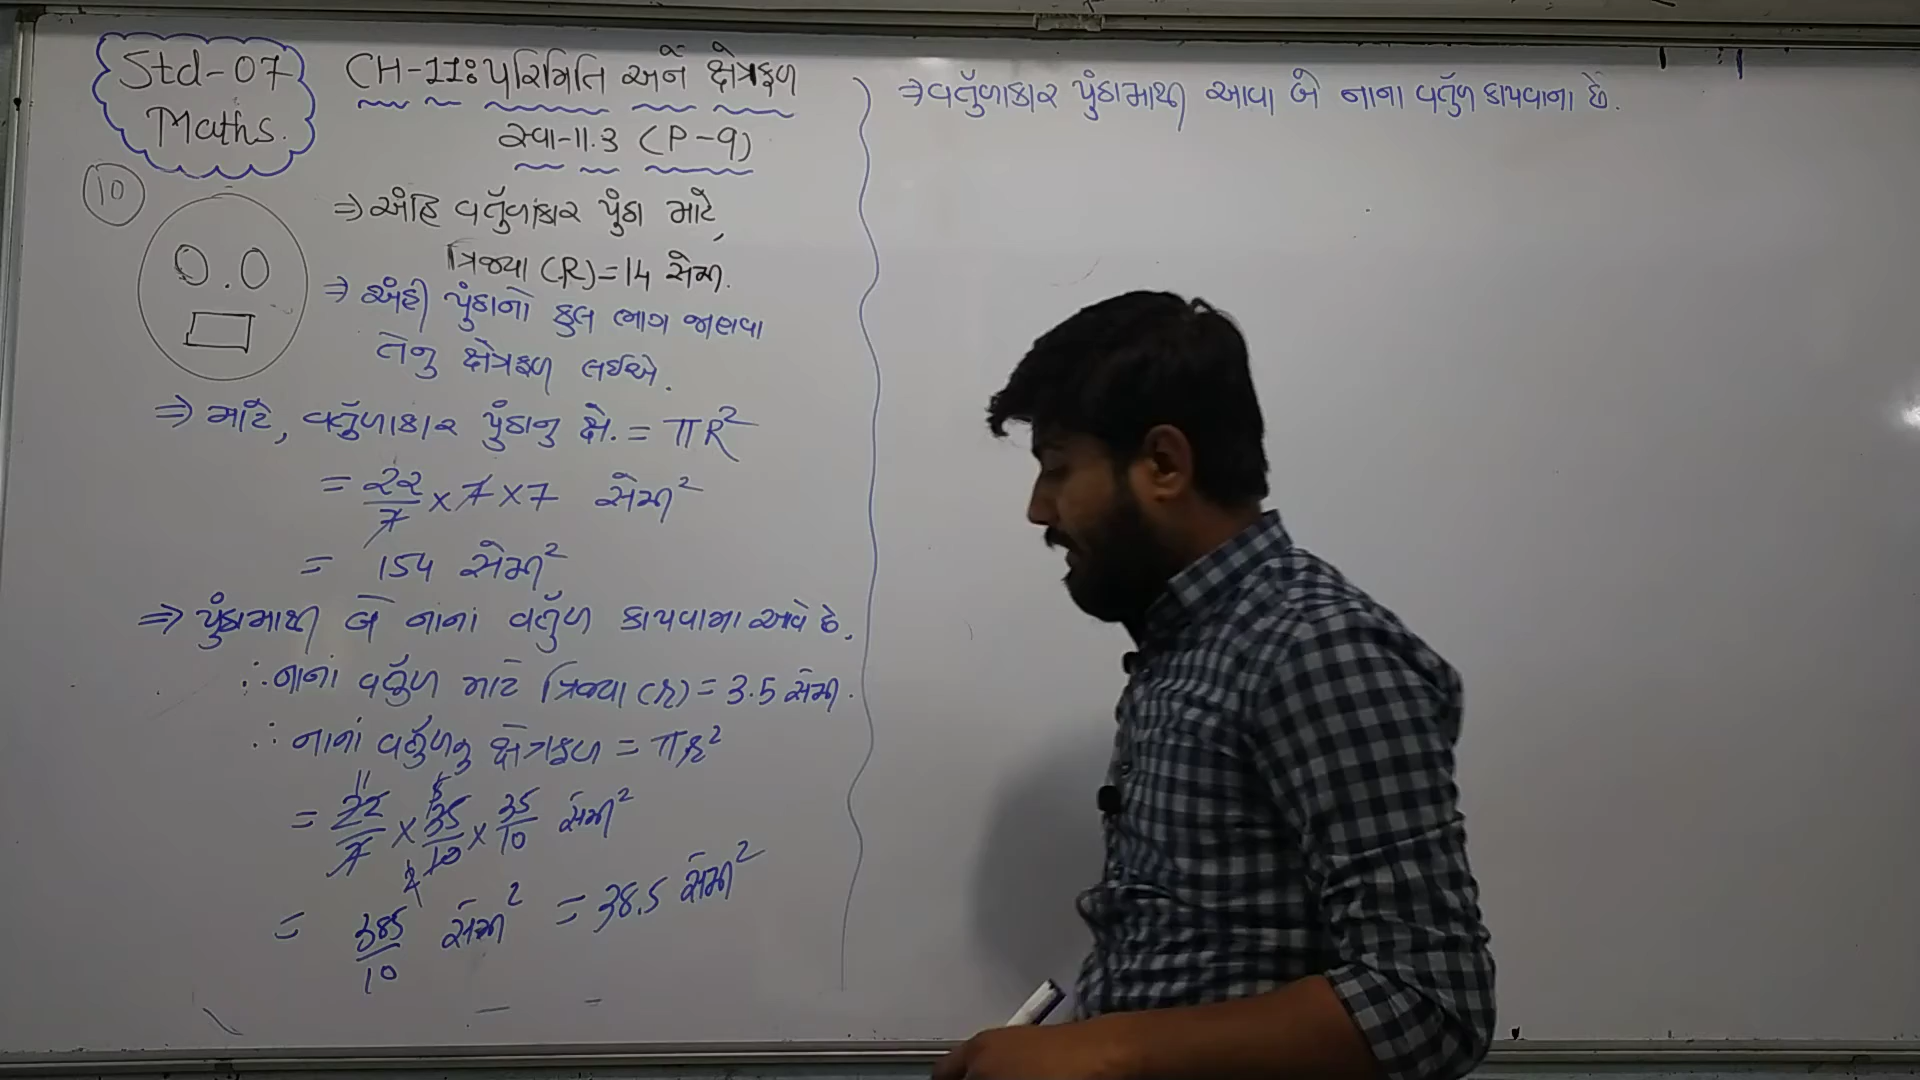 Std-07
Maths.
CH-11: પરિમિતિ અને ક્ષેત્રફળ
સ્વા-11.3 (P-9)
10
⇒ અંહિ વર્તુળાકાર પુંઠા માટે,
ત્રિજ્યા (R) = 14 સેમી.
⇒ અંહી પુંઠાનો કુલ ભાગ જાણવા
તેનુ ક્ષેત્રફળ લઈએ.
⇒ માટે, વર્તુળાકાર પુંઠાનુ ક્ષે. = πR²
= 22/7 × 7 × 7 સેમી²
= 154 સેમી²
⇒ પુંઠામાથી બે નાનાં વર્તુળ કાપવામા આવે છે.
∴ નાનાં વર્તુળ માટે ત્રિજ્યા (r) = 3.5 સેમી.
∴ નાનાં વર્તુળનુ ક્ષેત્રફળ = πr²
= 22/7 × 35/10 × 35/10 સેમી²
= 385/10 સેમી² = 38.5 સેમી²
⇒ વર્તુળાકાર પુંઠામાથી આવા બે નાના વર્તુળ કાપવાના છે.